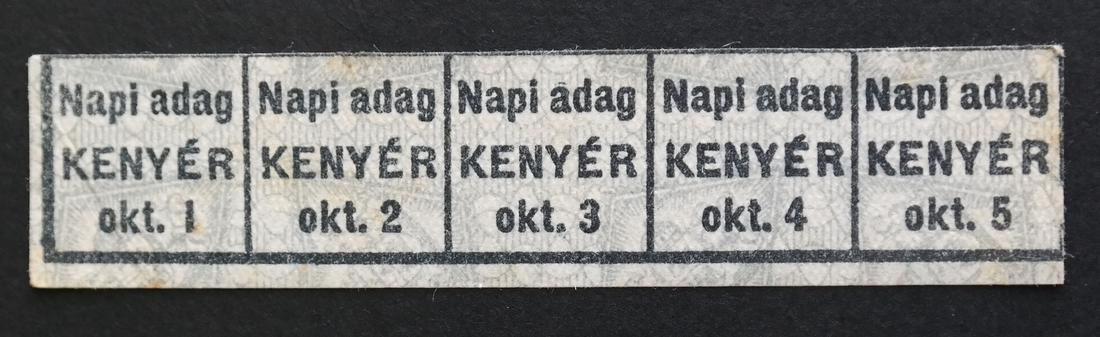 Napi adag
KENYÉR
okt. 1
Napi adag
KENYÉR
okt. 2
Napi adag
KENYÉR
okt. 3
Napi adag
KENYÉR
okt. 4
Napi adag
KENYÉR
okt. 5